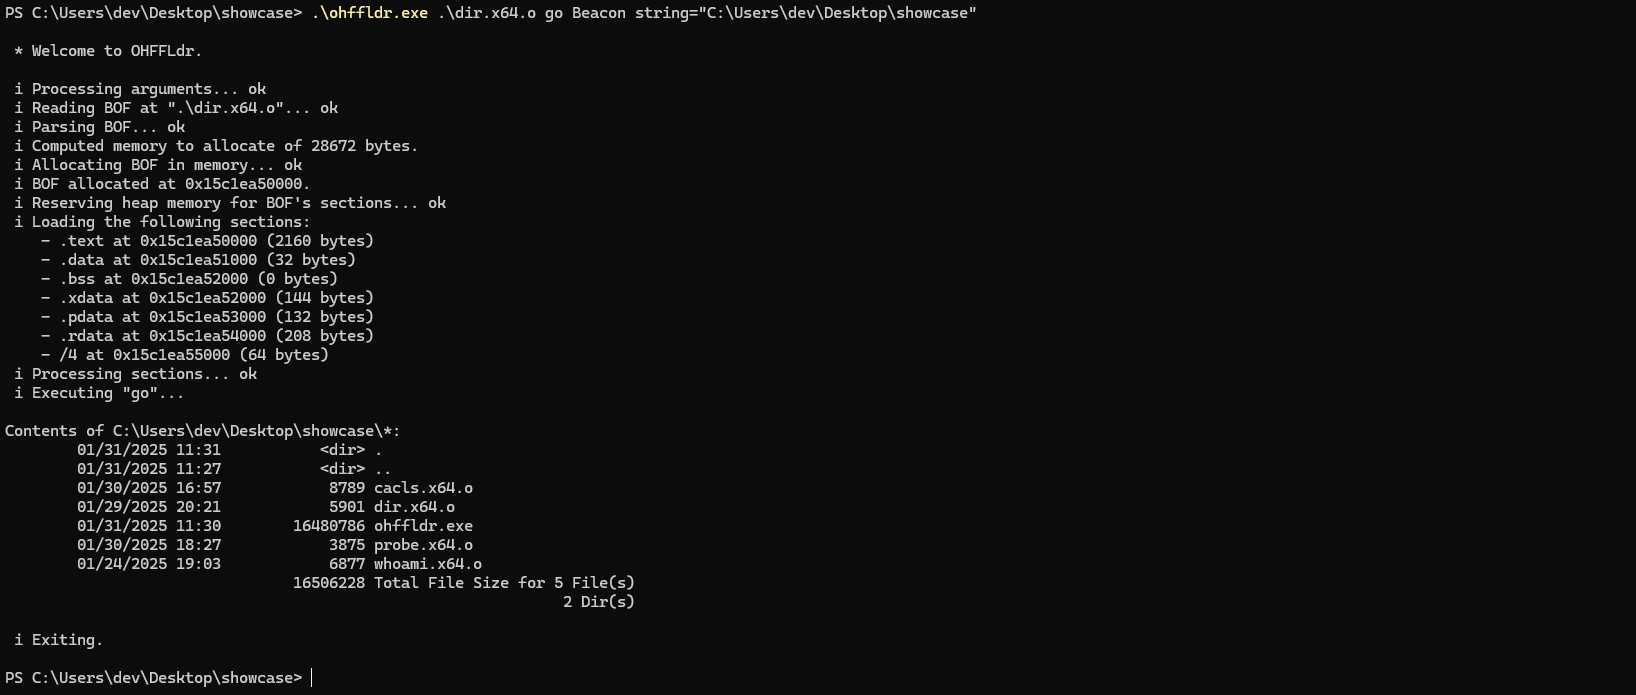 PS C:\Users\dev\Desktop\showcase> .\ohffldr.exe .\dir.x64.o go Beacon string="C:\Users\dev\Desktop\showcase"
* Welcome to OHFFLdr.
i Processing arguments... ok
i Reading BOF at ".\dir.x64.o"... ok
i Parsing BOF... ok
i Computed memory to allocate of 28672 bytes.
i Allocating BOF in memory... ok
i BOF allocated at 0x15c1ea50000.
i Reserving heap memory for BOF's sections... ok
i Loading the following sections:
- .text at 0x15c1ea50000 (2160 bytes)
- .data at 0x15c1ea51000 (32 bytes)
- .bss at 0x15c1ea52000 (0 bytes)
- .xdata at 0x15c1ea52000 (144 bytes)
- .pdata at 0x15c1ea53000 (132 bytes)
- .rdata at 0x15c1ea54000 (208 bytes)
- /4 at 0x15c1ea55000 (64 bytes)
i Processing sections... ok
i Executing "go"...
Contents of C:\Users\dev\Desktop\showcase\*:
01/31/2025 11:31 <dir> .
01/31/2025 11:27 <dir> ..
01/30/2025 16:57 8789 cacls.x64.o
01/29/2025 20:21 5901 dir.x64.o
01/31/2025 11:30 16480786 ohffldr.exe
01/30/2025 18:27 3875 probe.x64.o
01/24/2025 19:03 6877 whoami.x64.o
16506228 Total File Size for 5 File(s)
2 Dir(s)
i Exiting.
PS C:\Users\dev\Desktop\showcase>